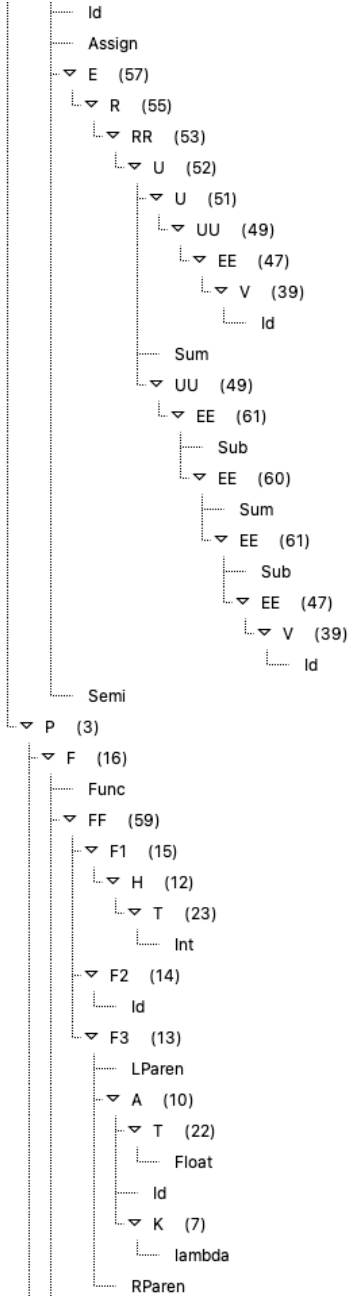 Id
Assign
E (57)
R (55)
RR (53)
U (52)
U (51)
UU (49)
EE (47)
V (39)
Id
Sum
UU (49)
EE (61)
Sub
EE (60)
Sum
EE (61)
Sub
EE (47)
V (39)
Id
Semi
P (3)
F (16)
Func
FF (59)
F1 (15)
H (12)
T (23)
Int
F2 (14)
Id
F3 (13)
LParen
A (10)
T (22)
Float
Id
K (7)
lambda
RParen